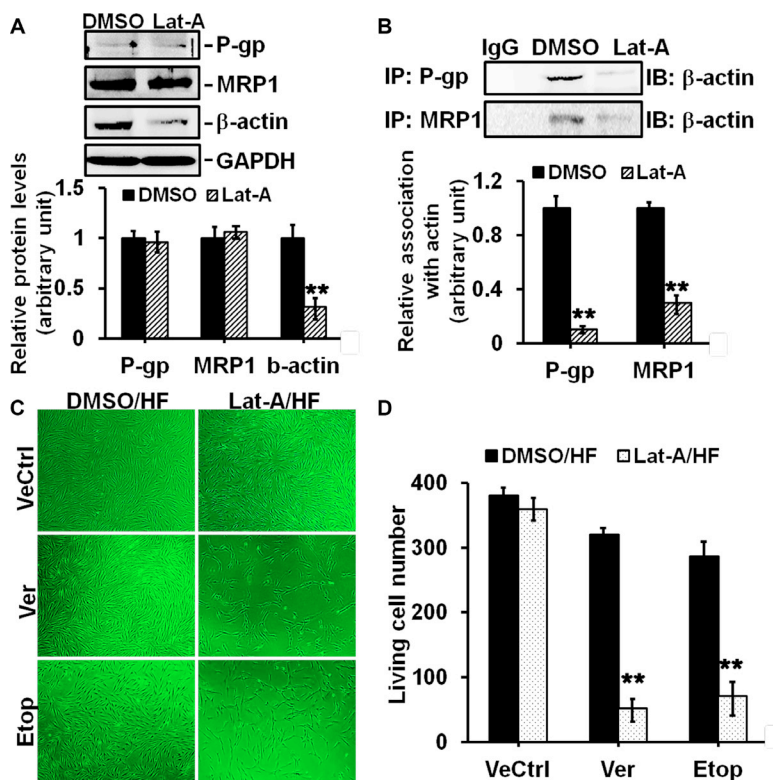 A
DMSO Lat-A
P-gp
MRP1
β-actin
GAPDH
Relative protein levels
(arbitrary unit)
DMSO Lat-A
1.5
1
0.5
0
**
P-gp MRP1 b-actin
B
IgG DMSO Lat-A
IP: P-gp IB: β-actin
IP: MRP1 IB: β-actin
Relative association
with actin
(arbitrary unit)
DMSO Lat-A
1.2
0.8
0.4
0
**
**
P-gp MRP1
C
DMSO/HF Lat-A/HF
VeCtrl
Ver
Etop
D
DMSO/HF Lat-A/HF
Living cell number
400
300
200
100
0
**
**
VeCtrl Ver Etop